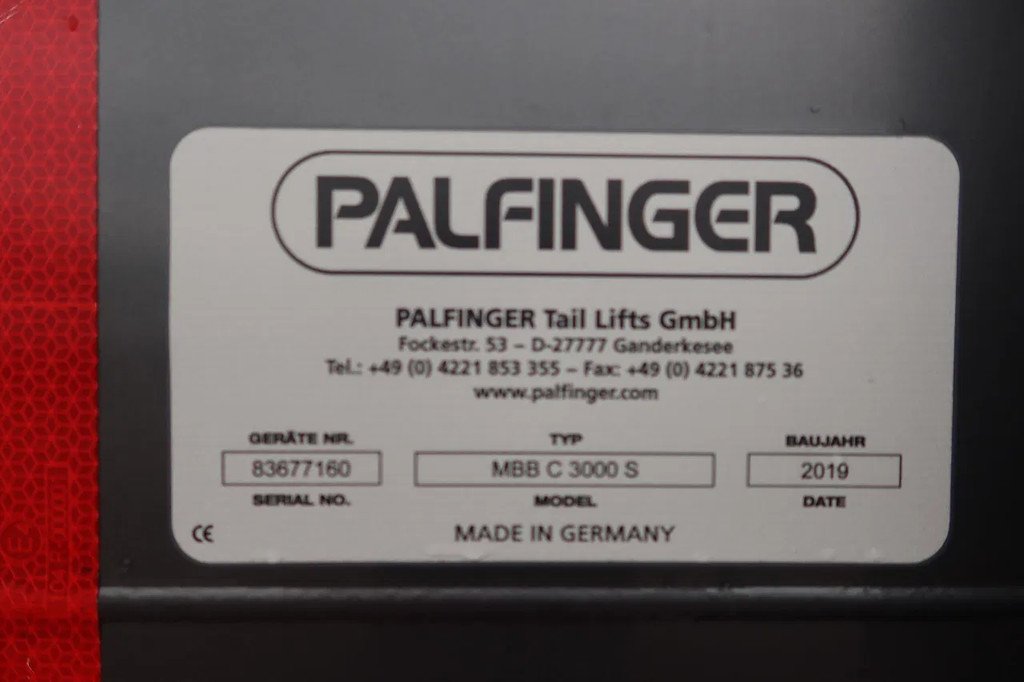 PALFINGER
PALFINGER Tail Lifts GmbH
Fockestr. 53 – D-27777 Ganderkesee
Tel.: +49 (0) 4221 853 355 – Fax: +49 (0) 4221 875 36
www.palfinger.com
GERÄTE NR. TYP BAUJAHR
83677160 MBB C 3000 S 2019
SERIAL NO. MODEL DATE
CE MADE IN GERMANY